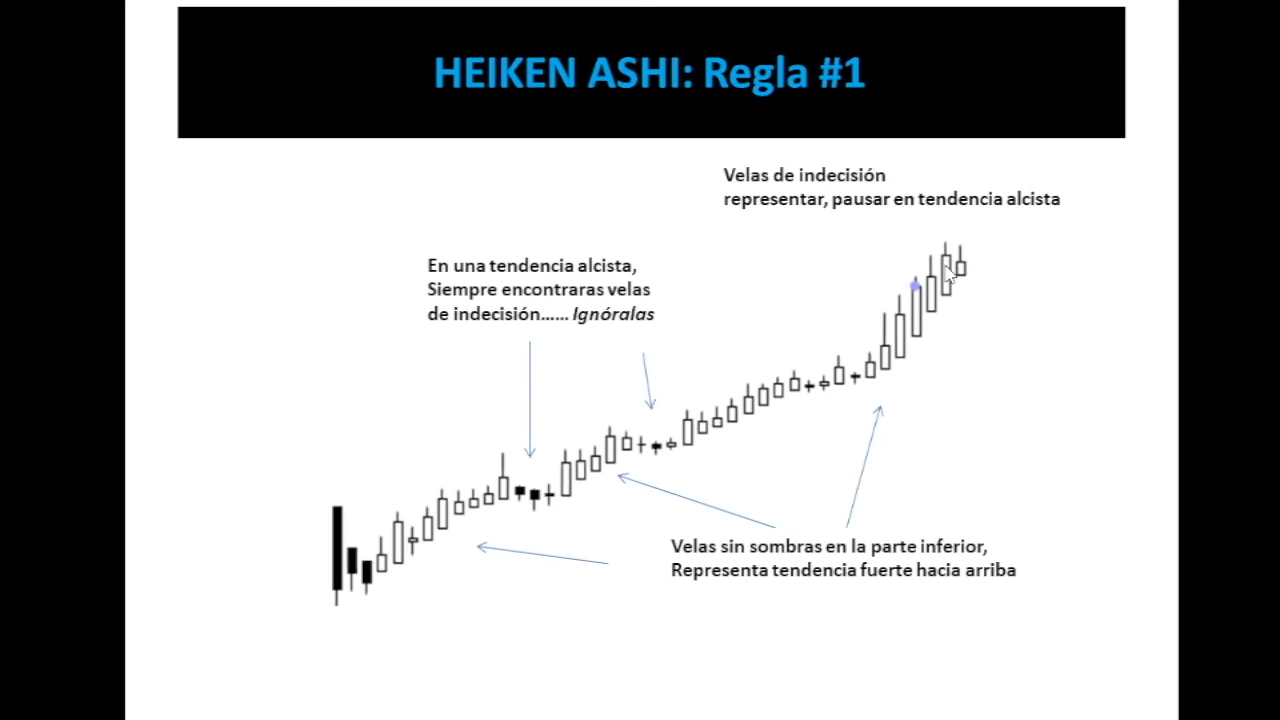 HEIKEN ASHI: Regla #1
Velas de indecisión
representar, pausar en tendencia alcista
En una tendencia alcista,
Siempre encontraras velas
de indecisión...... Ignóralas
Velas sin sombras en la parte inferior,
Representa tendencia fuerte hacia arriba